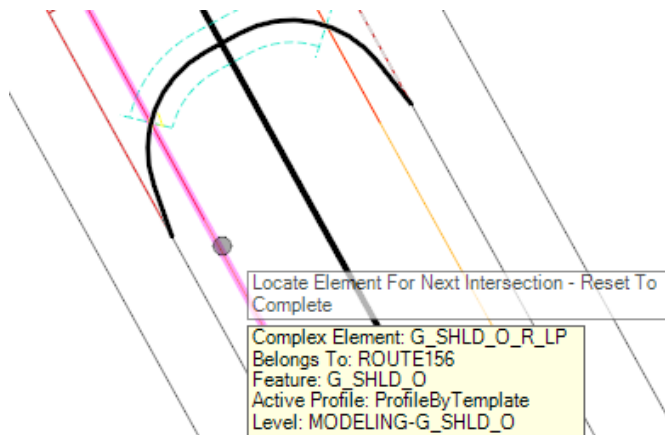 Locate Element For Next Intersection - Reset To
Complete
Complex Element: G_SHLD_O_R_LP
Belongs To: ROUTE156
Feature: G_SHLD_O
Active Profile: ProfileByTemplate
Level: MODELING-G_SHLD_O